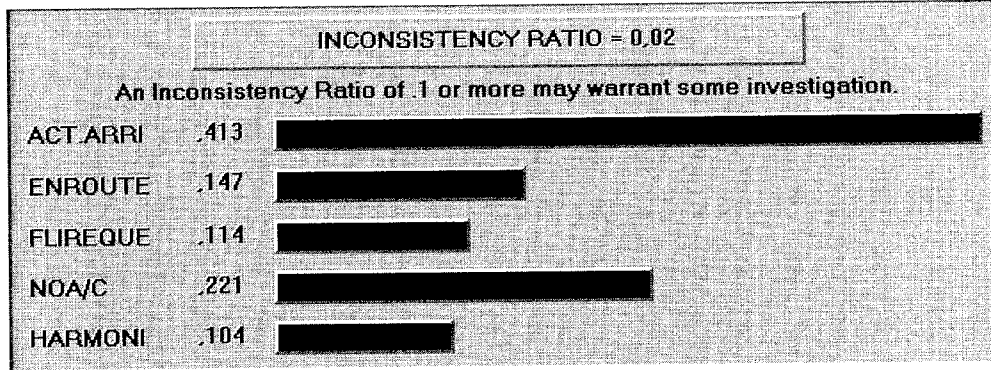 INCONSISTENCY RATIO = 0,02
An Inconsistency Ratio of .1 or more may warrant some investigation.
ACT.ARRI ,413
ENROUTE ,147
FLIREQUE ,114
NOA/C ,221
HARMONI ,104